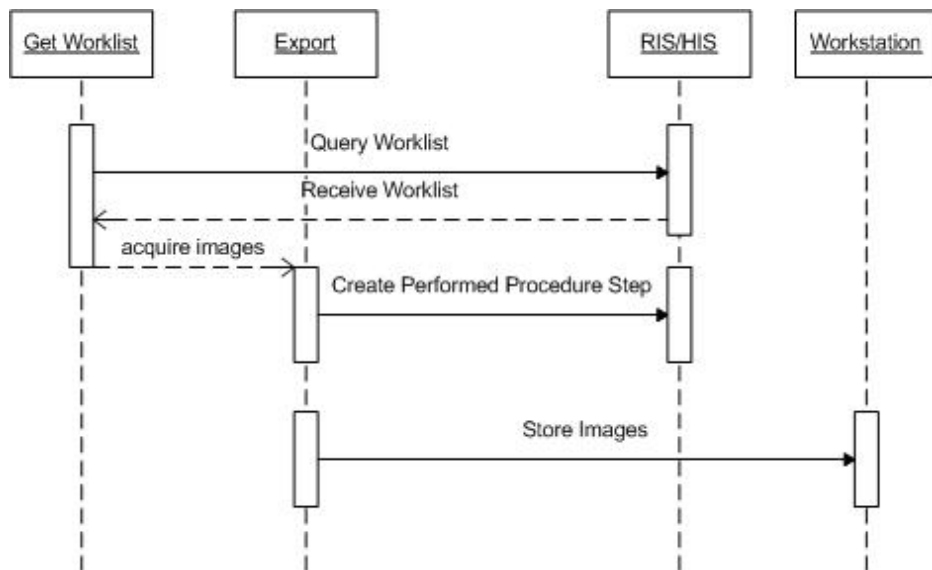 Get Worklist
Export
RIS/HIS
Workstation
Query Worklist
Receive Worklist
acquire images
Create Performed Procedure Step
Store Images